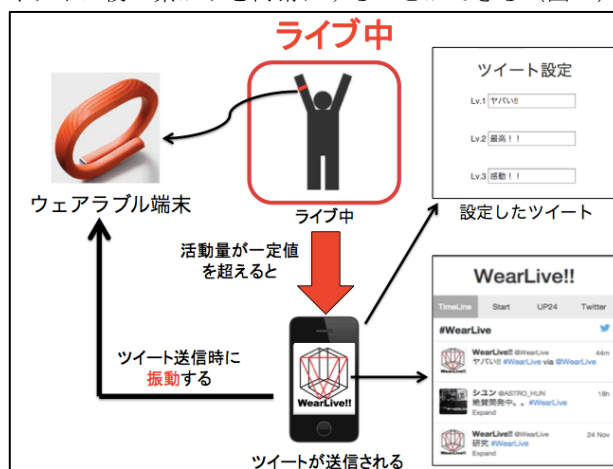 ライブ中
ウェアラブル端末
ライブ中
活動量が一定値
を超えると
ツイート送信時に
振動する
WearLive!!
ツイートが送信される
ツイート設定
Lv.1 ヤバい!!
Lv.2 最高！！
Lv.3 感動！！
設定したツイート
WearLive!!
TimeLine Start UP24 Twitter
#WearLive
WearLive!! @WearLive 44m
ヤバい!! #WearLive via @WearLive
シユン @ASTRO_HUN 18h
絶賛開発中。。#WearLive
Expand
WearLive!! @WearLive 24 Nov
研究 #WearLive
Expand